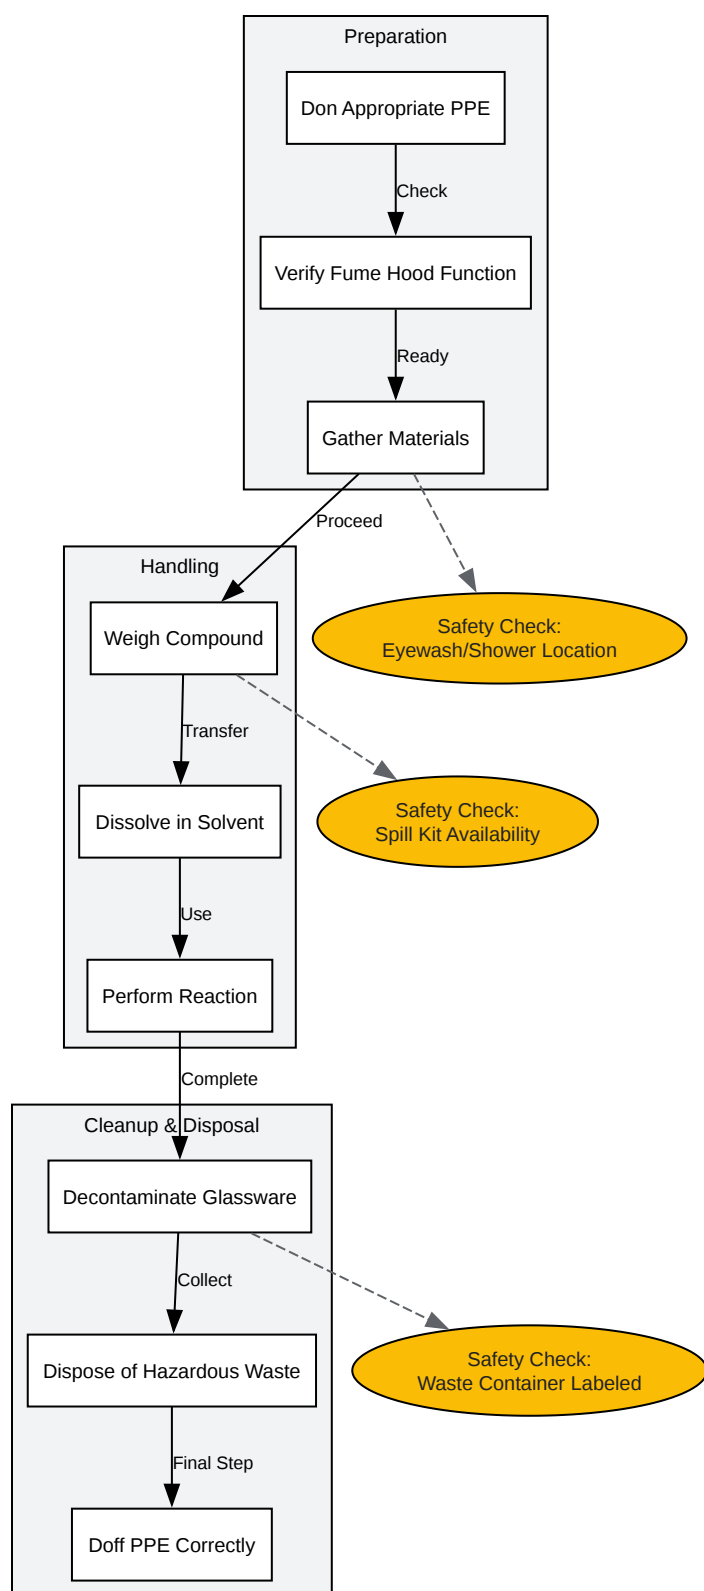 Preparation
Don Appropriate PPE
Check
Verify Fume Hood Function
Ready
Gather Materials
Proceed
Handling
Weigh Compound
Safety Check:
Eyewash/Shower Location
Transfer
Dissolve in Solvent
Safety Check:
Spill Kit Availability
Use
Perform Reaction
Complete
Cleanup & Disposal
Decontaminate Glassware
Collect
Dispose of Hazardous Waste
Safety Check:
Waste Container Labeled
Final Step
Doff PPE Correctly